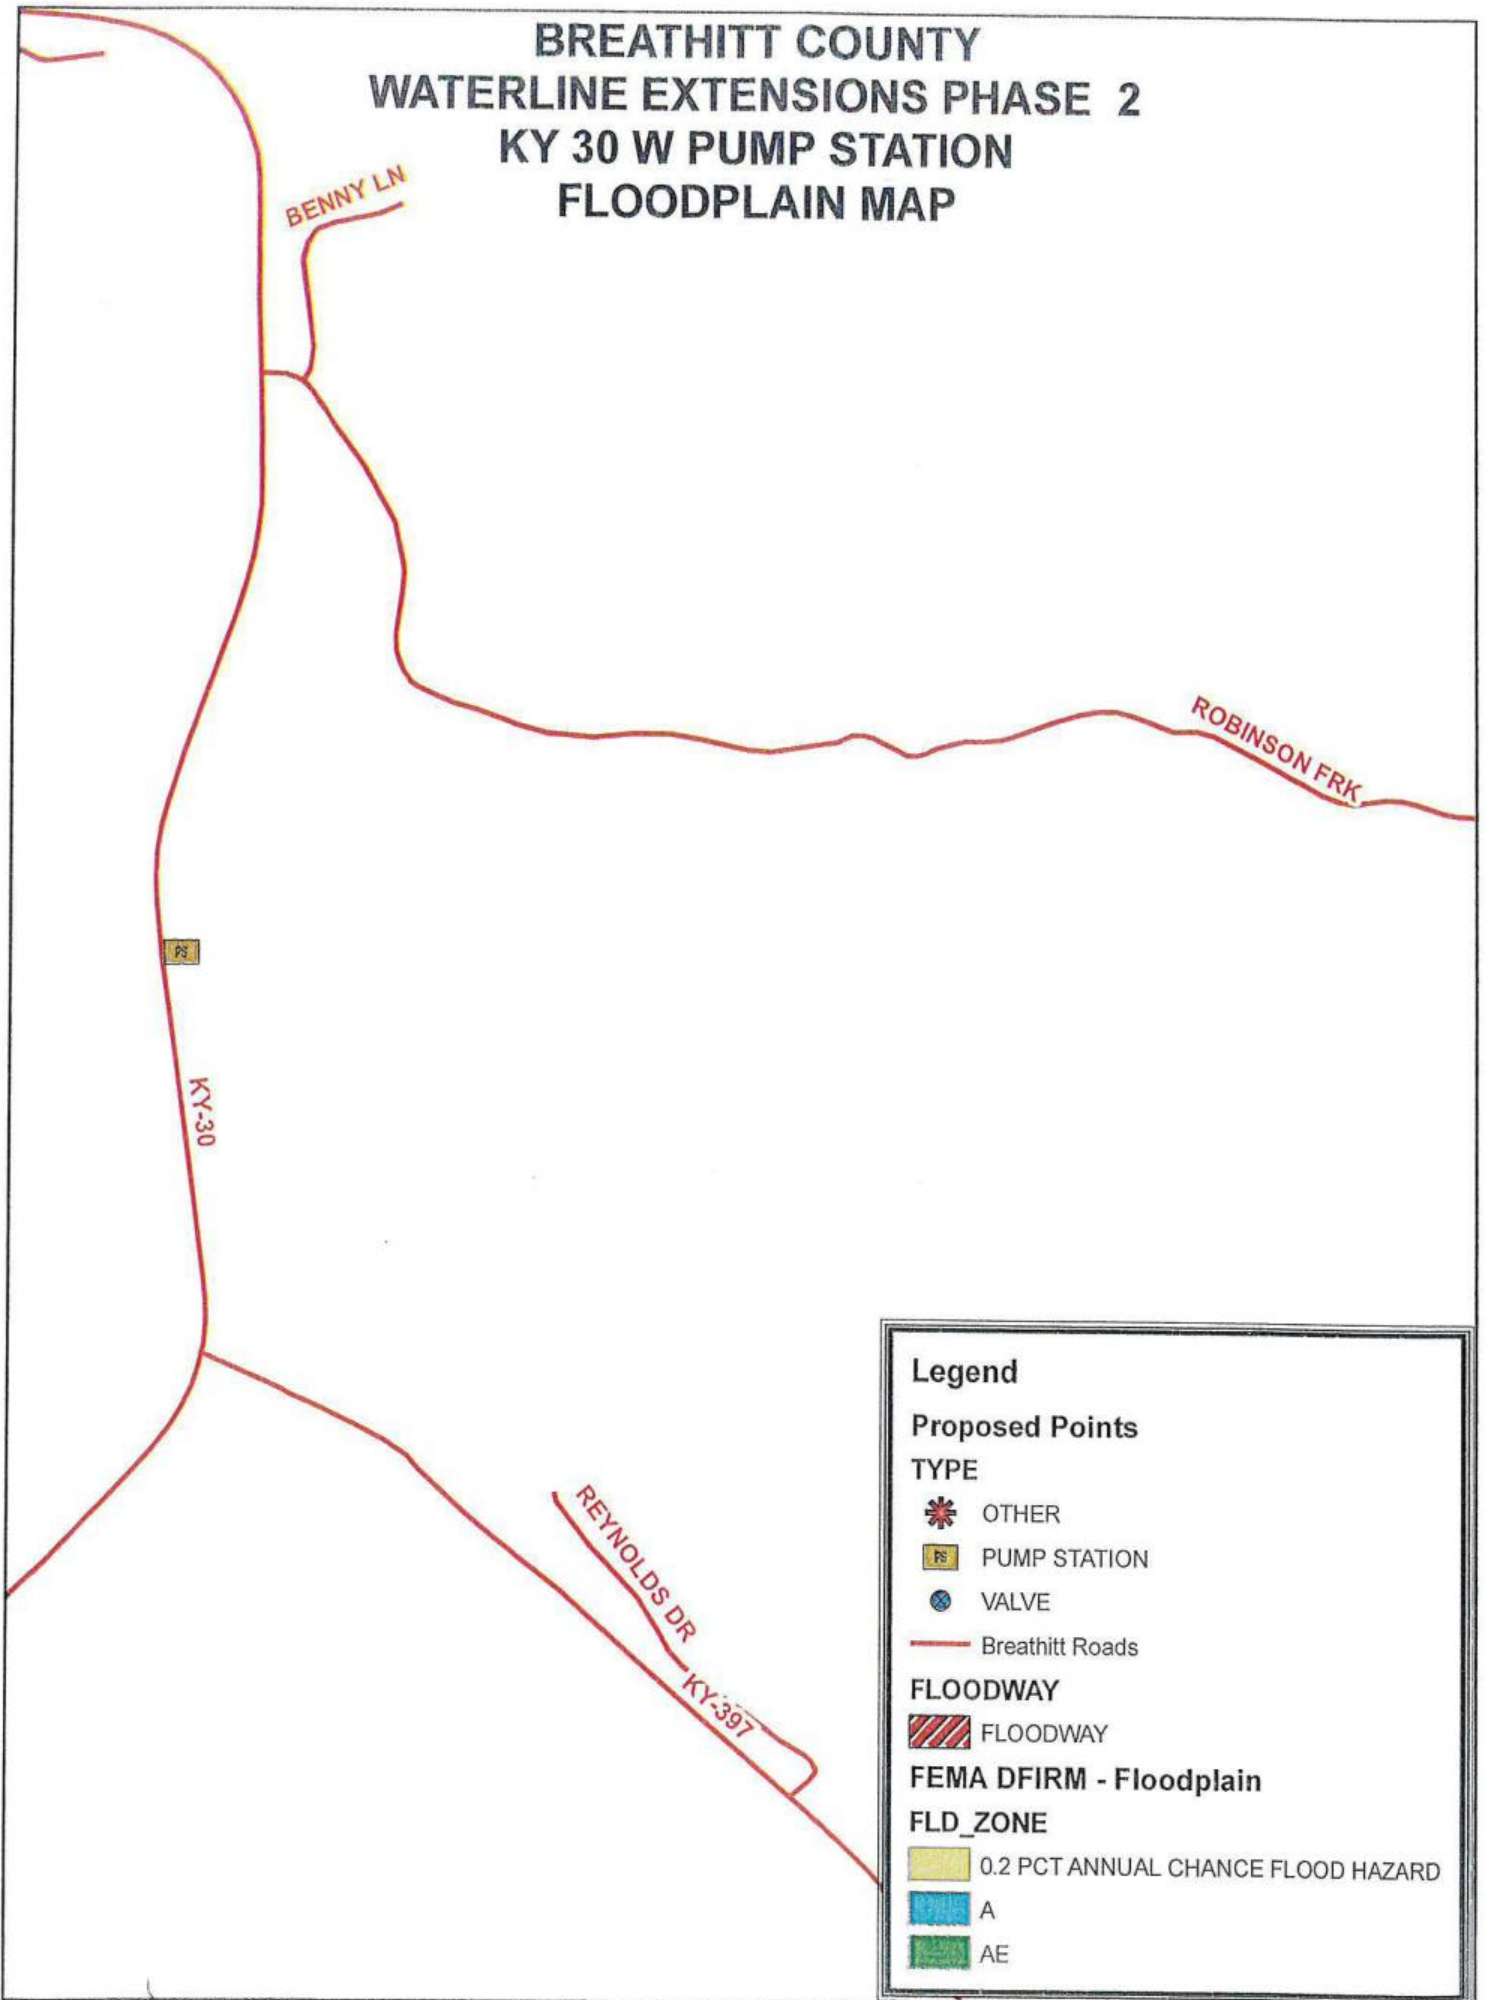 BREATHITT COUNTY
WATERLINE EXTENSIONS PHASE 2
KY 30 W PUMP STATION
FLOODPLAIN MAP
BENNY LN
ROBINSON FRK
PS
KY-30
REYNOLDS DR
KY-397
Legend
Proposed Points
TYPE
OTHER
PS PUMP STATION
VALVE
Breathitt Roads
FLOODWAY
FLOODWAY
FEMA DFIRM - Floodplain
FLD_ZONE
0.2 PCT ANNUAL CHANCE FLOOD HAZARD
A
AE